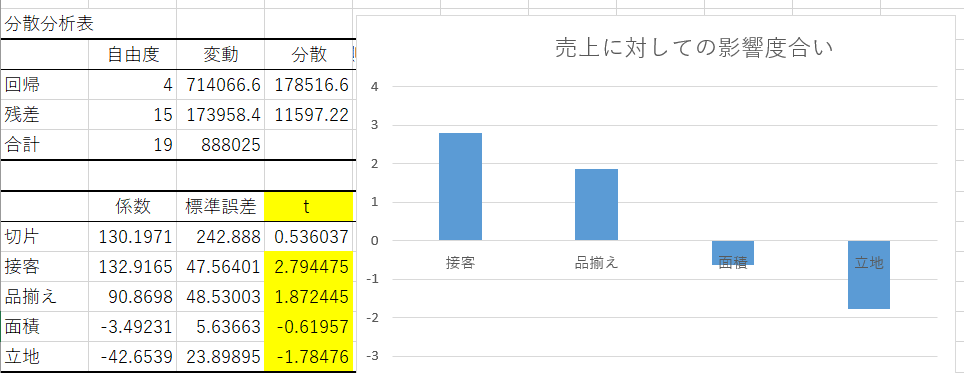 分散分析表
自由度 変動 分散
回帰 4 714066.6 178516.6
残差 15 173958.4 11597.22
合計 19 888025
係数 標準誤差 t
切片 130.1971 242.888 0.536037
接客 132.9165 47.56401 2.794475
品揃え 90.8698 48.53003 1.872445
面積 -3.49231 5.63663 -0.61957
立地 -42.6539 23.89895 -1.78476
売上に対しての影響度合い
4
3
2
1
0
接客 品揃え 面積 立地
-1
-2
-3